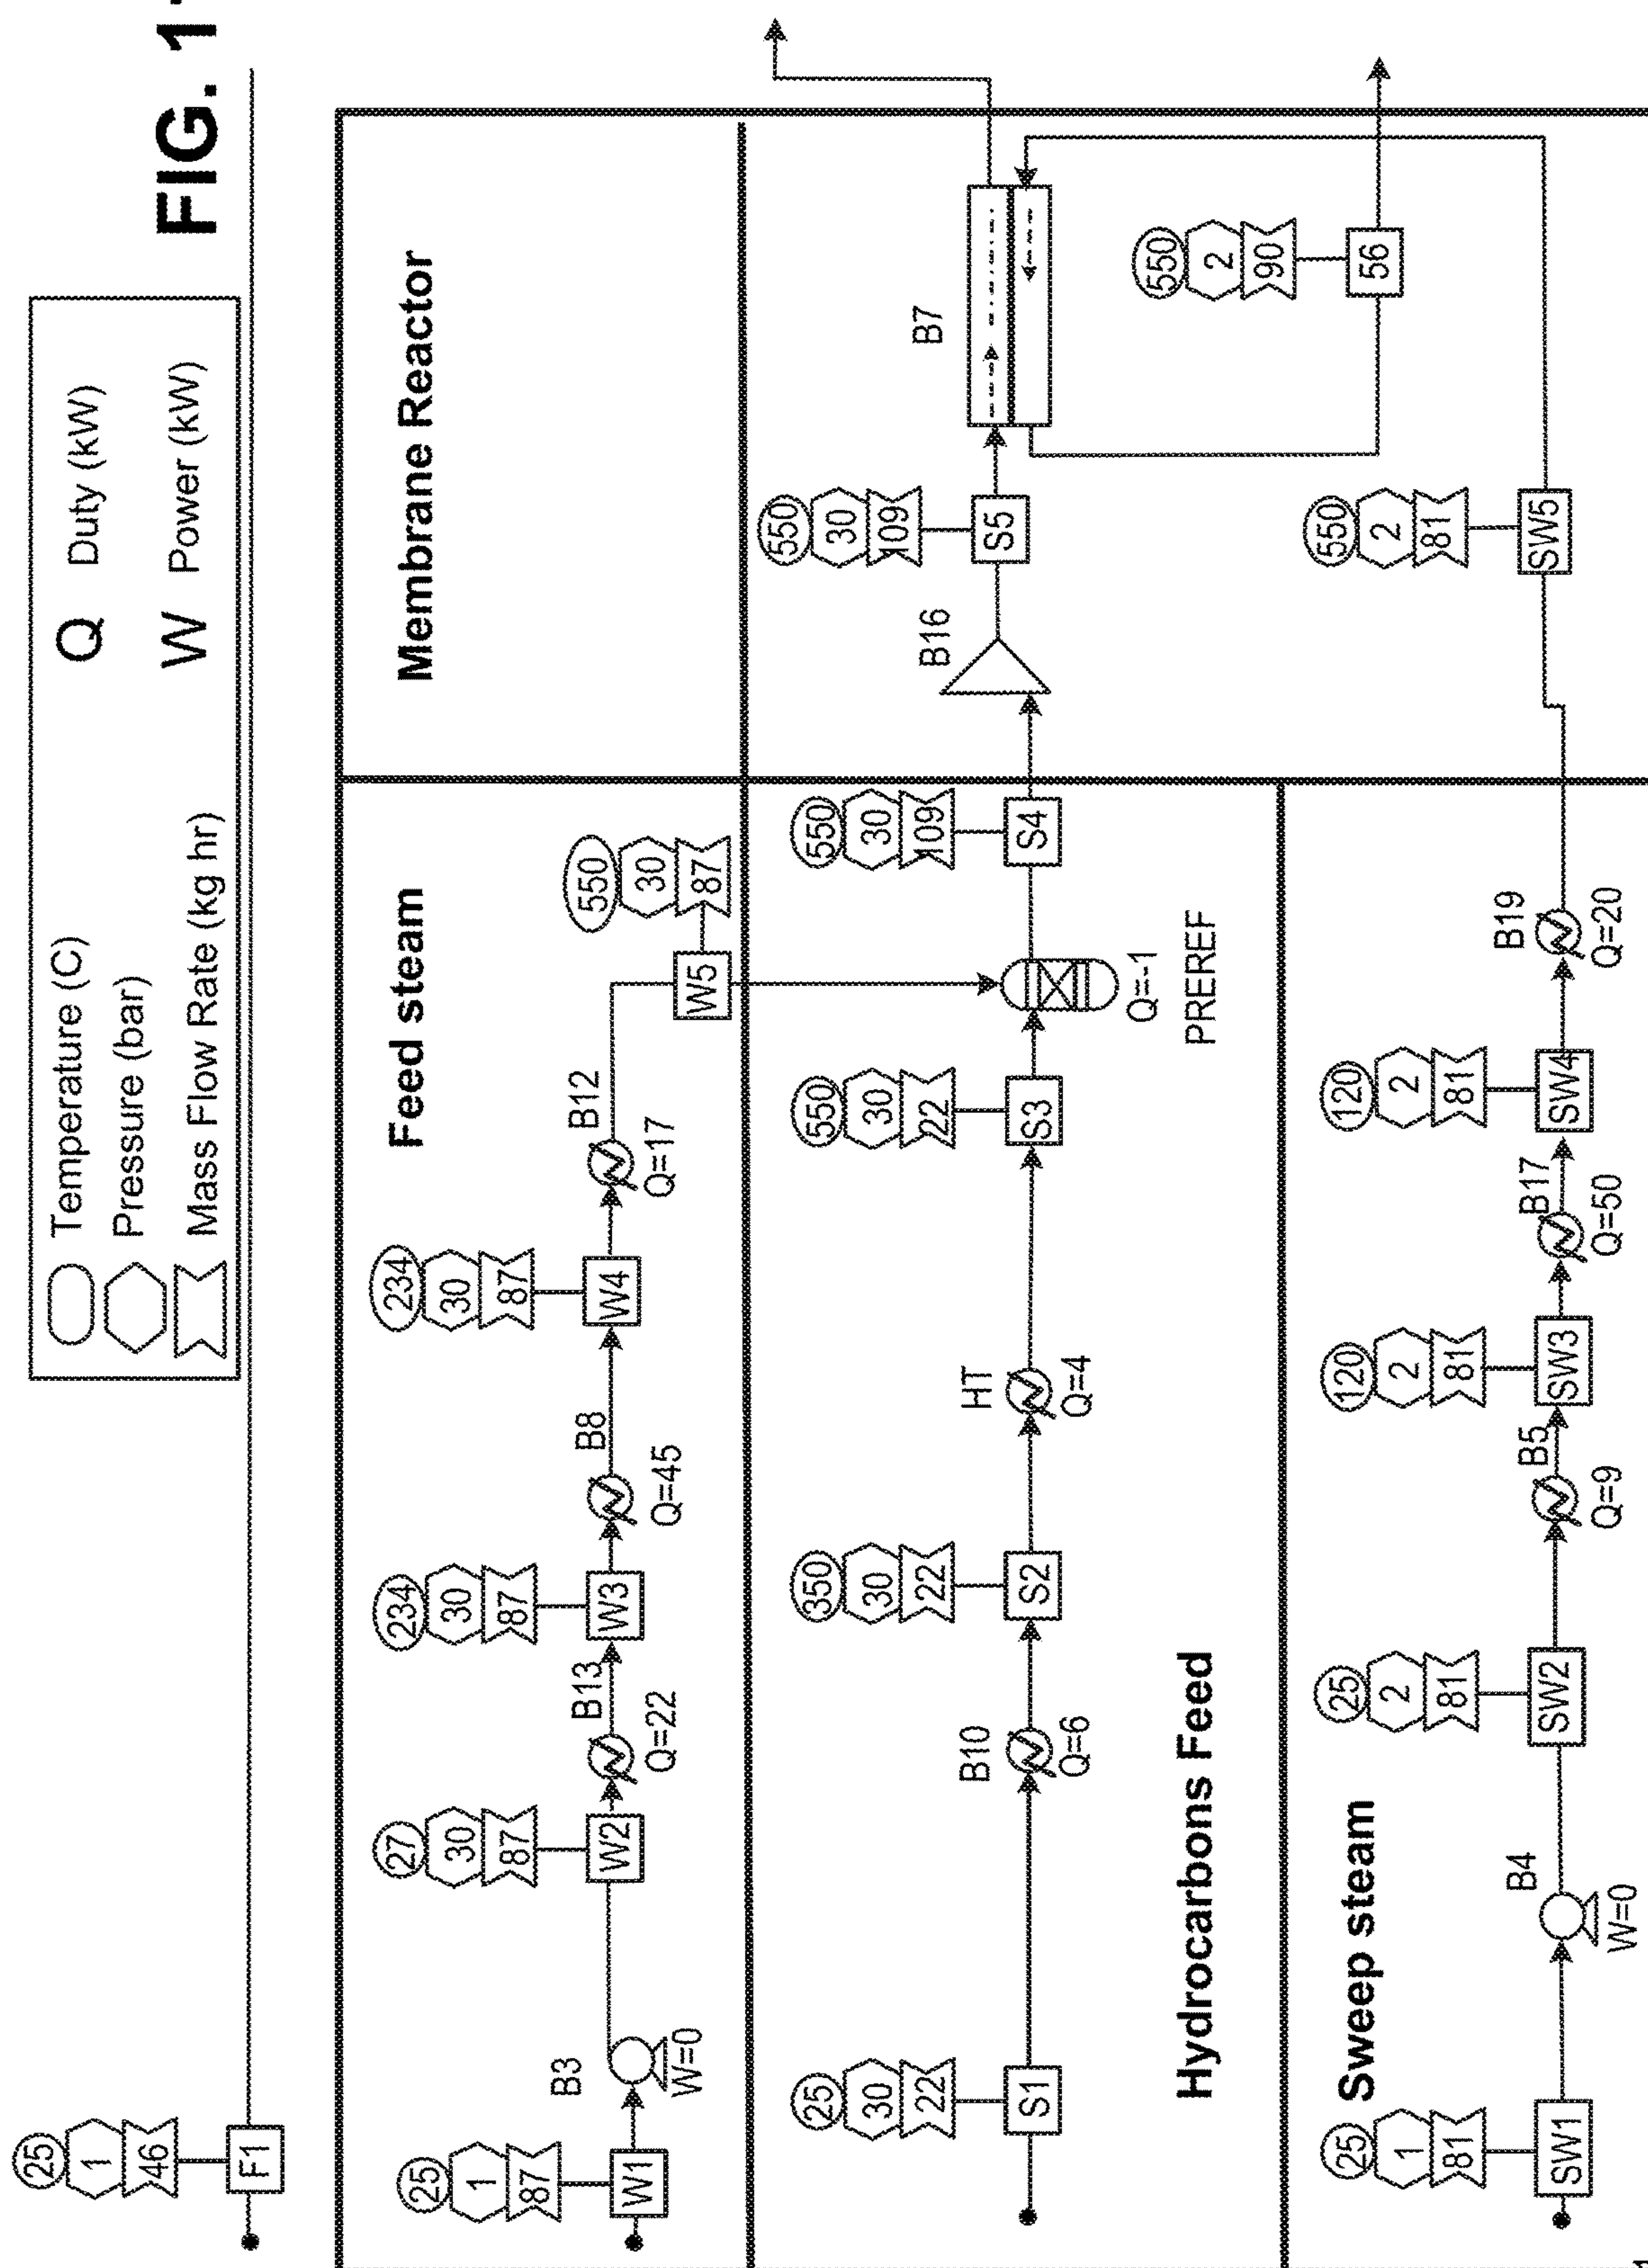 FIG. 1
Temperature (C)
Pressure (bar)
Mass Flow Rate (kg hr)
Q Duty (kW)
W Power (kW)
25
1
46
F1
Feed steam
25
1
87
W1
B3
W=0
27
30
87
W2
B13
Q=22
234
30
87
W3
B8
Q=45
234
30
87
W4
B12
Q=17
550
30
87
W5
Hydrocarbons Feed
25
30
22
S1
B10
Q=6
350
30
22
S2
HT
Q=4
550
30
22
S3
Q=-1
PREREF
550
30
109
S4
Sweep steam
25
1
81
SW1
B4
W=0
25
2
81
SW2
B5
Q=9
120
2
81
SW3
B17
Q=50
120
2
81
SW4
B19
Q=20
Membrane Reactor
B16
550
30
109
S5
B7
550
2
90
56
550
2
81
SW5